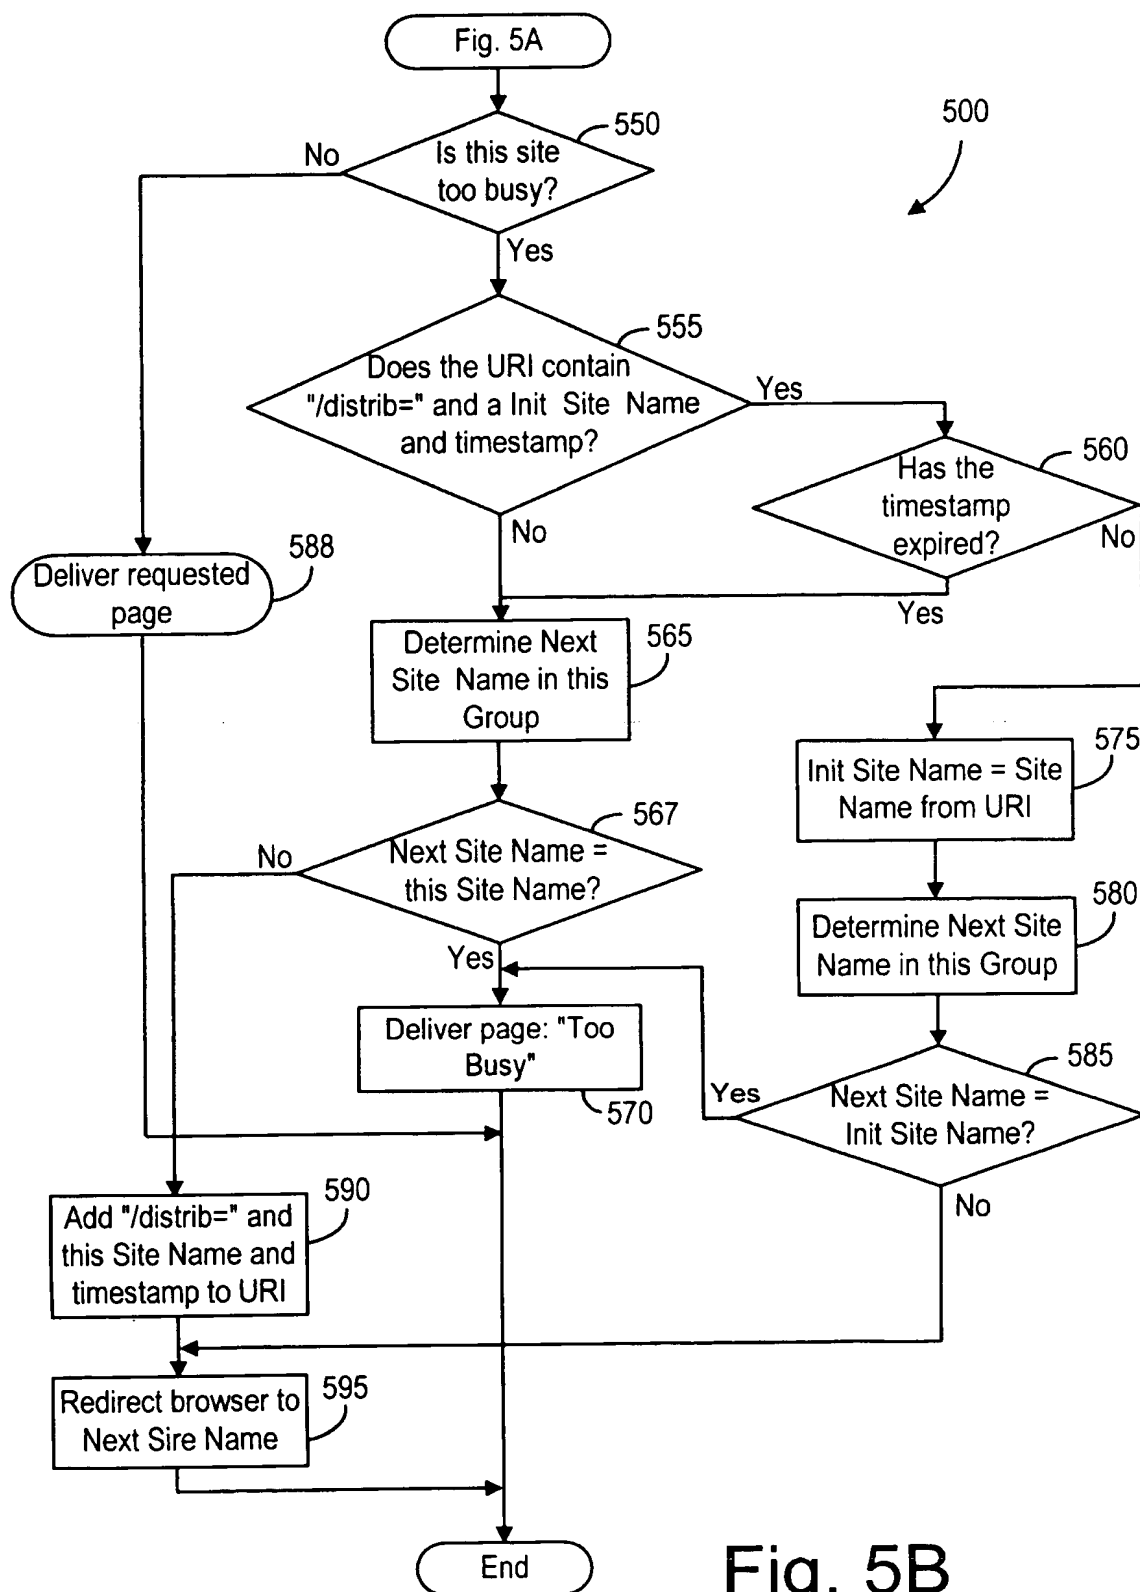 Fig. 5A
500
550
Is this site
too busy?
No
Yes
555
Does the URI contain
"/distrib=" and a Init Site Name
and timestamp?
Yes
No
560
Has the
timestamp
expired?
No
Yes
588
Deliver requested
page
565
Determine Next
Site Name in this
Group
575
Init Site Name = Site
Name from URI
567
Next Site Name =
this Site Name?
No
Yes
580
Determine Next Site
Name in this Group
Deliver page: "Too
Busy"
570
585
Next Site Name =
Init Site Name?
Yes
No
590
Add "/distrib=" and
this Site Name and
timestamp to URI
595
Redirect browser to
Next Sire Name
End
Fig. 5B